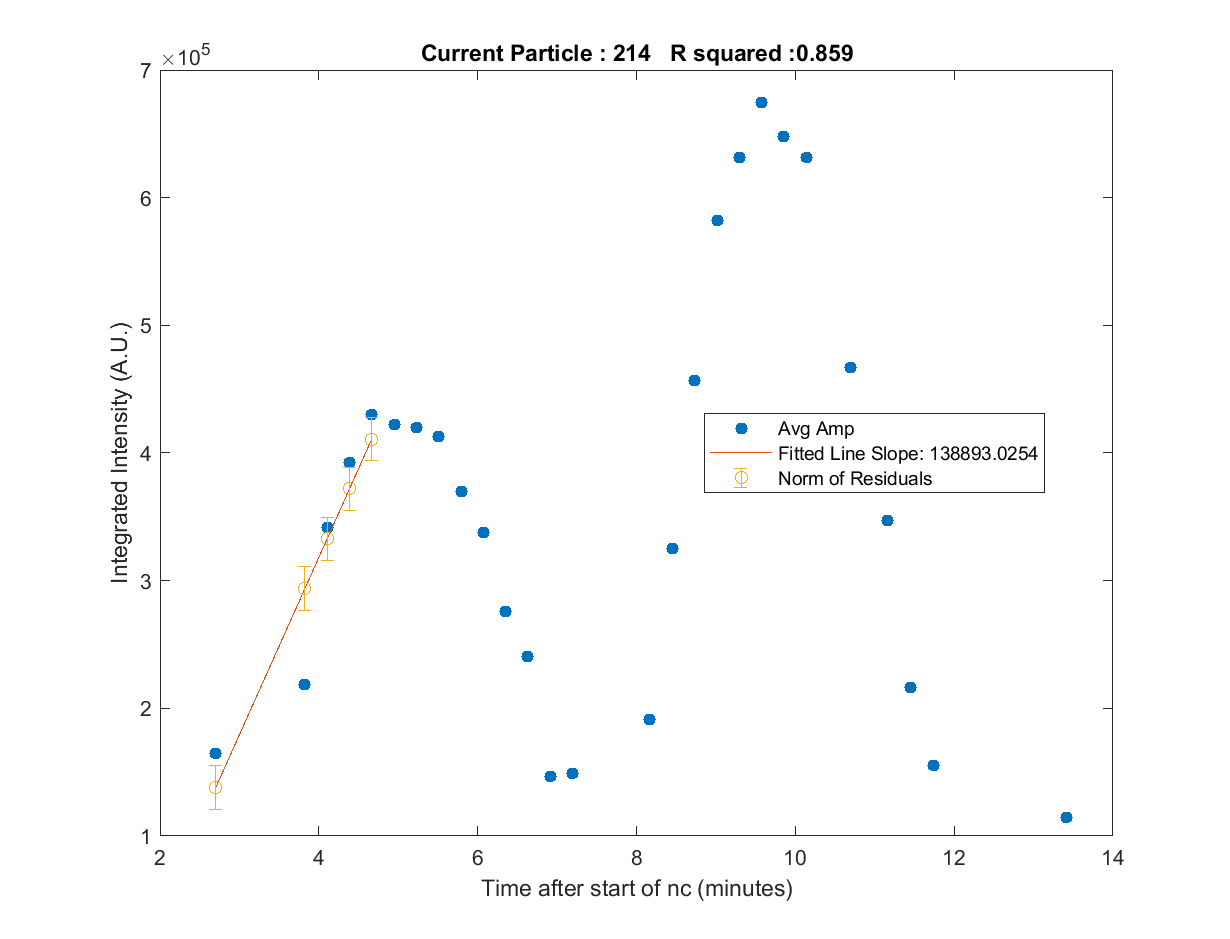 Current Particle : 214   R squared :0.859
×10^5
7
6
5
4
3
2
1
Integrated Intensity (A.U.)
Avg Amp
Fitted Line Slope: 138893.0254
Norm of Residuals
2 4 6 8 10 12 14
Time after start of nc (minutes)